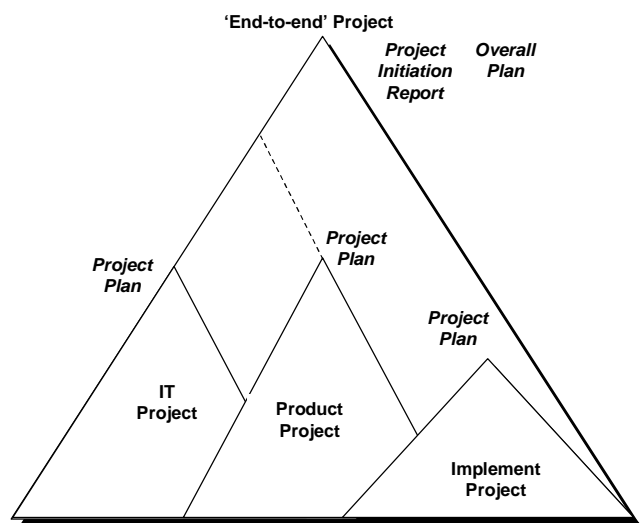 ‘End-to-end’ Project
Project
Initiation
Report
Overall
Plan
Project
Plan
Project
Plan
Project
Plan
IT
Project
Product
Project
Implement
Project